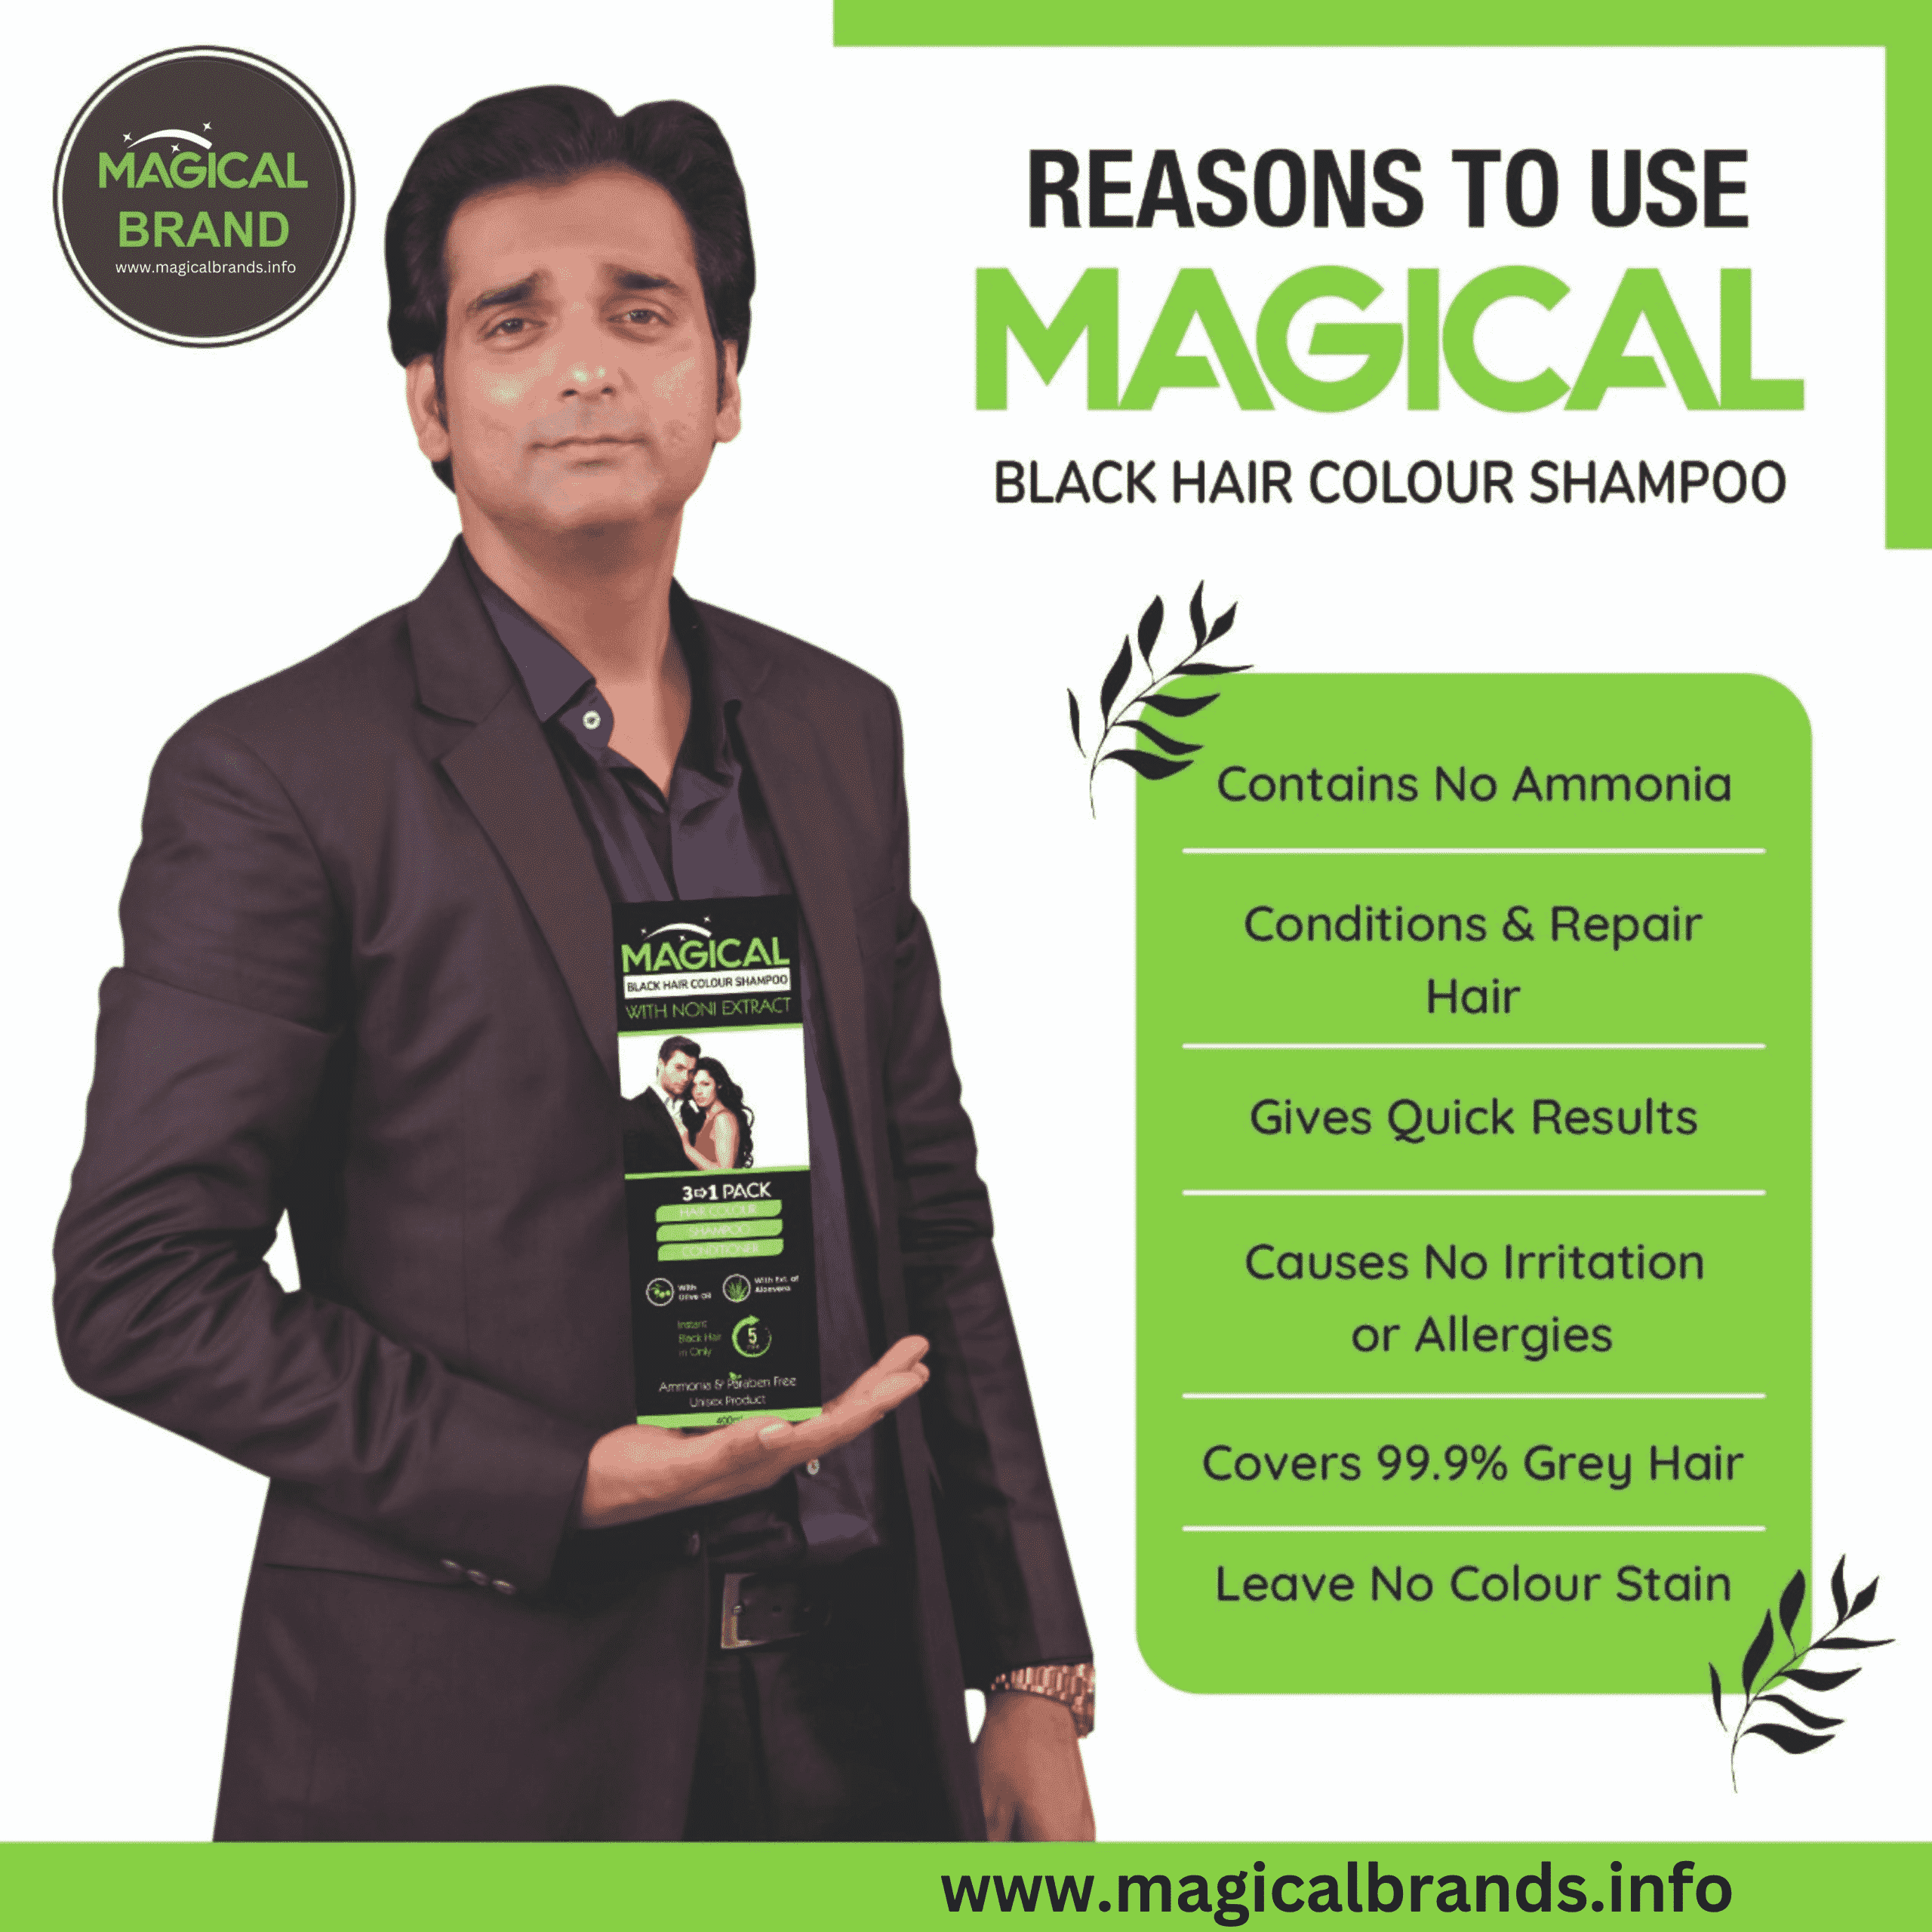 MAGICAL
BRAND
www.magicalbrands.info
REASONS TO USE
MAGICAL
BLACK HAIR COLOUR SHAMPOO
Contains No Ammonia
Conditions & Repair
Hair
Gives Quick Results
Causes No Irritation
or Allergies
Covers 99.9% Grey Hair
Leave No Colour Stain
MAGICAL
BLACK HAIR COLOUR SHAMPOO
WITH NONI EXTRACT
3⇨1 PACK
HAIR COLOUR
SHAMPOO
CONDITIONER
With
Olive Oil
With Ext. of
Aloevera
Instant
Black Hair
in Only
5
Ammonia & Paraben Free
Unisex Product
400ml
www.magicalbrands.info